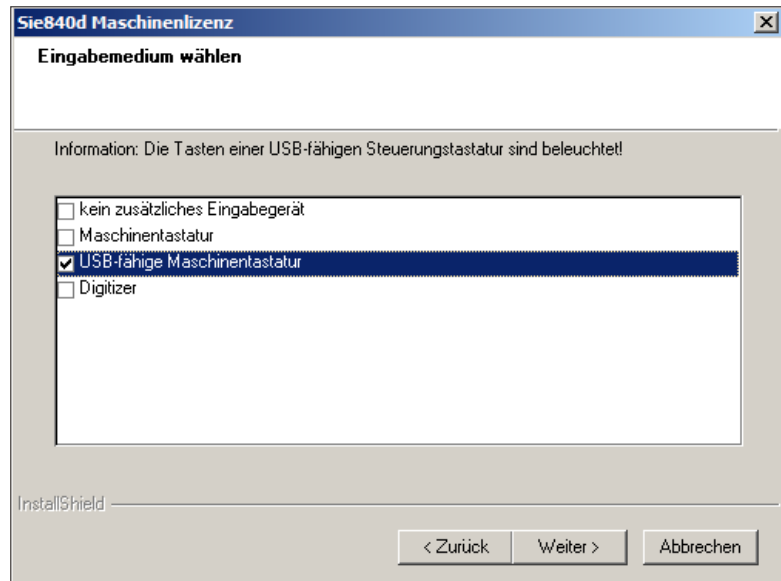 Sie840d Maschinenlizenz
Eingabemedium wählen
Information: Die Tasten einer USB-fähigen Steuerungstastatur sind beleuchtet!
kein zusätzliches Eingabegerät
Maschinentastatur
USB-fähige Maschinentastatur
Digitizer
InstallShield
< Zurück Weiter > Abbrechen